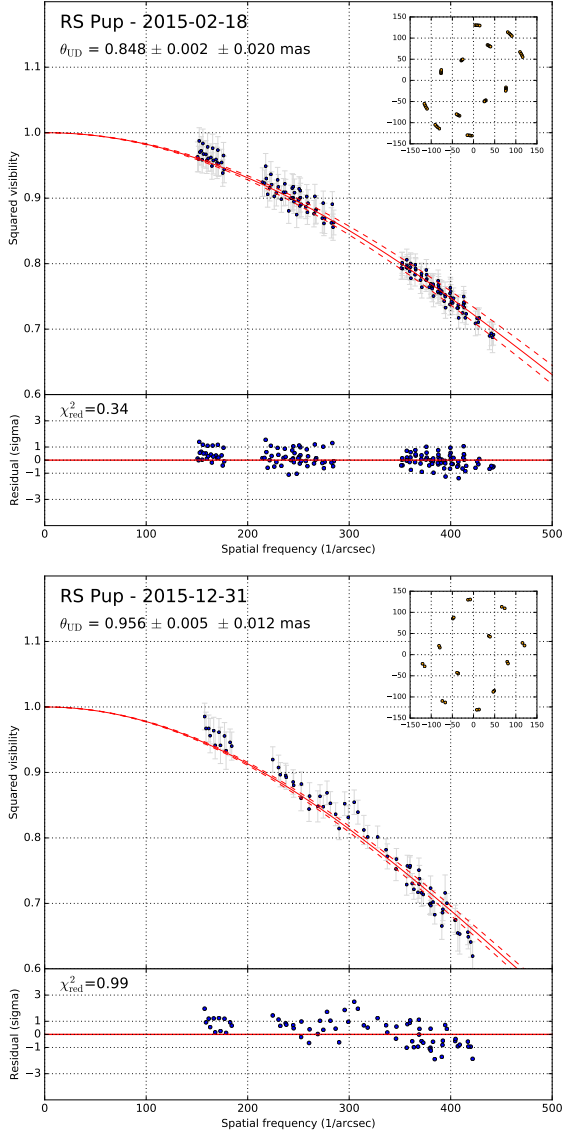 RS Pup - 2015-02-18
θUD = 0.848 ± 0.002 ± 0.020 mas
150
100
50
0
−50
−100
−150
−150 −100 −50 0 50 100 150
1.1
1.0
0.9
0.8
0.7
0.6
Squared visibility
χ²red=0.34
3
1
0
−1
−3
Residual (sigma)
0 100 200 300 400 500
Spatial frequency (1/arcsec)
RS Pup - 2015-12-31
θUD = 0.956 ± 0.005 ± 0.012 mas
150
100
50
0
−50
−100
−150
−150 −100 −50 0 50 100 150
1.1
1.0
0.9
0.8
0.7
0.6
Squared visibility
χ²red=0.99
3
1
0
−1
−3
Residual (sigma)
0 100 200 300 400 500
Spatial frequency (1/arcsec)